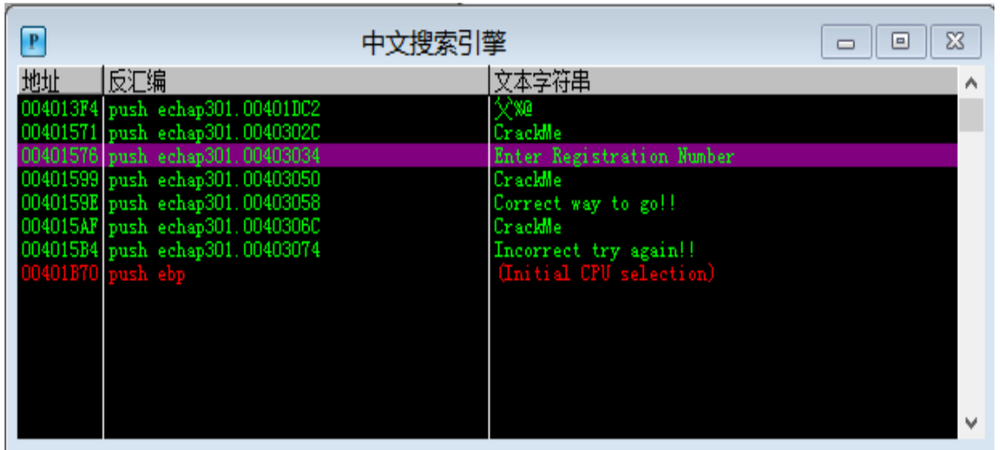 中文搜索引擎
地址 反汇编 文本字符串
004013F4 push echap301.00401DC2 父%@
00401571 push echap301.0040302C CrackMe
00401576 push echap301.00403034 Enter Registration Number
00401599 push echap301.00403050 CrackMe
0040159E push echap301.00403058 Correct way to go!!
004015AF push echap301.0040306C CrackMe
004015B4 push echap301.00403074 Incorrect try again!!
00401B70 push ebp (Initial CPU selection)